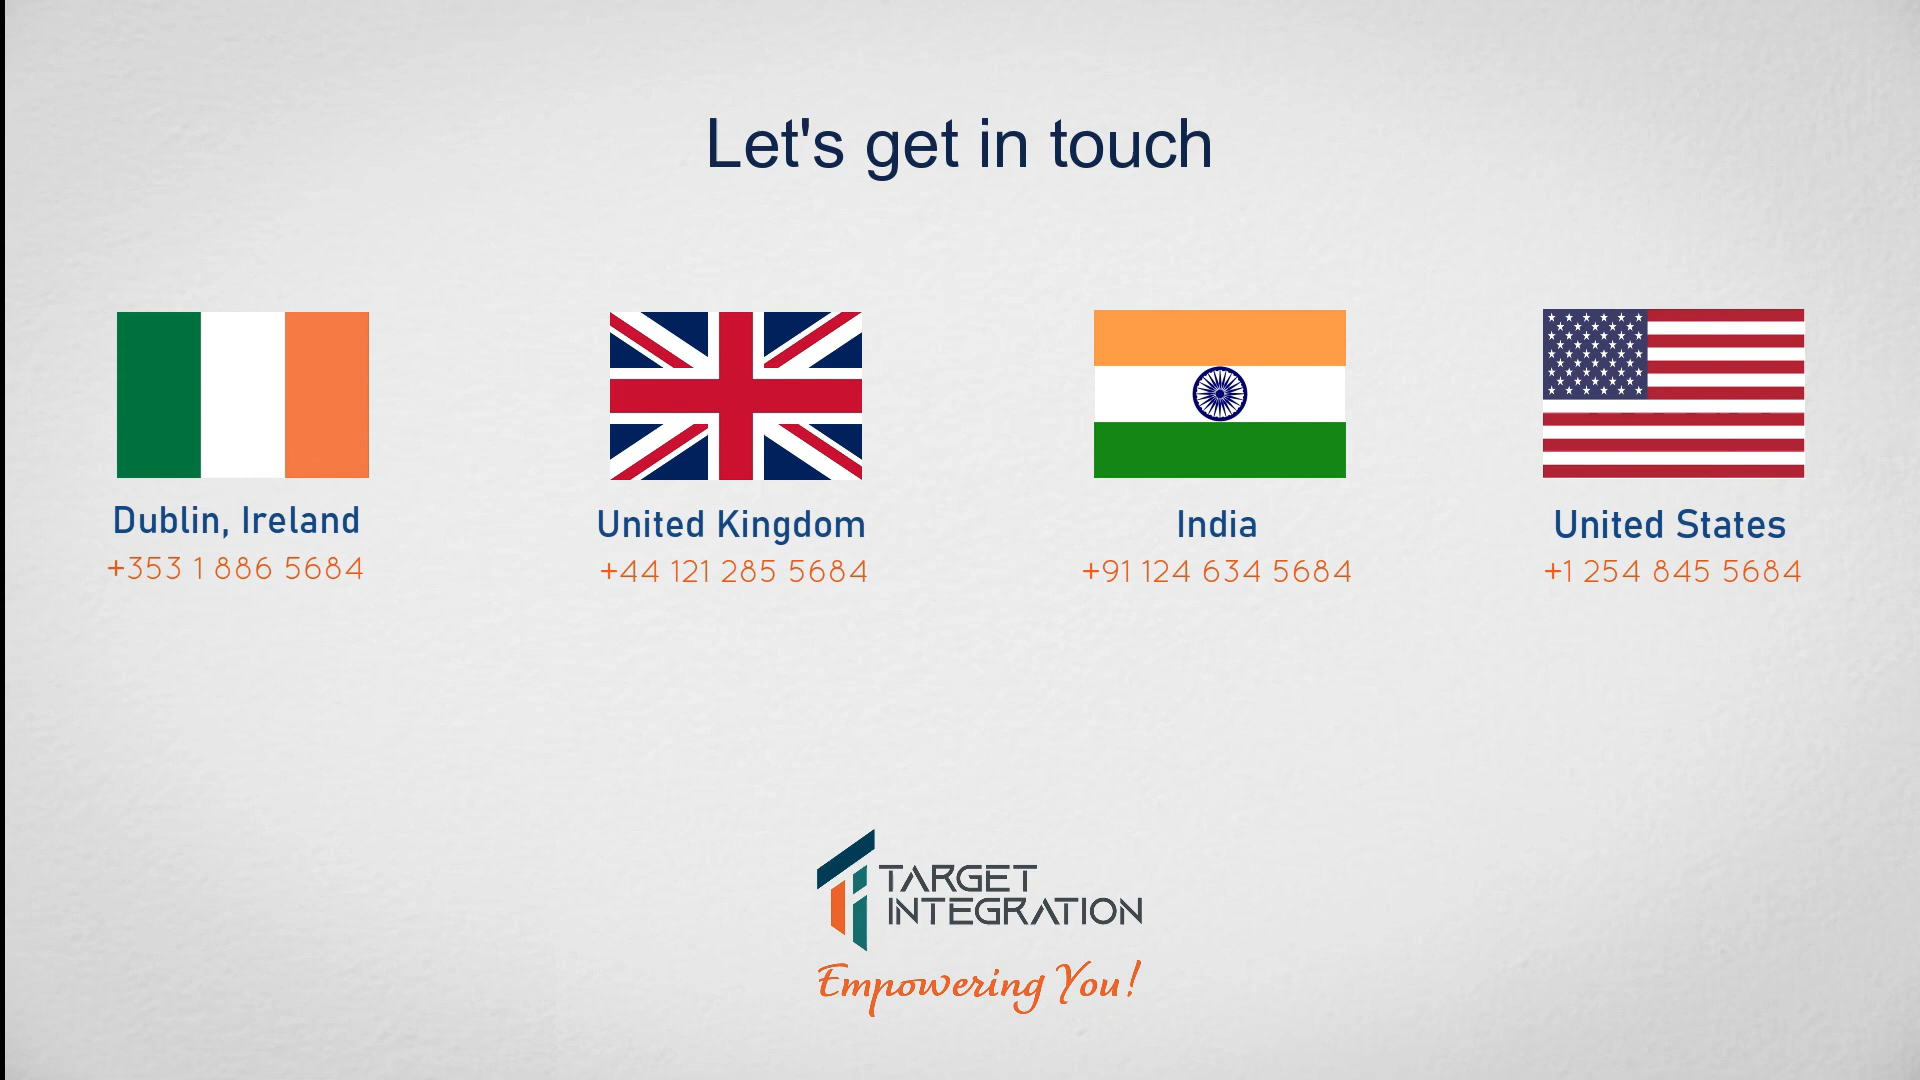 Let's get in touch
Dublin, Ireland
+353 1 886 5684
United Kingdom
+44 121 285 5684
India
+91 124 634 5684
United States
+1 254 845 5684
TARGET
INTEGRATION
Empowering You!